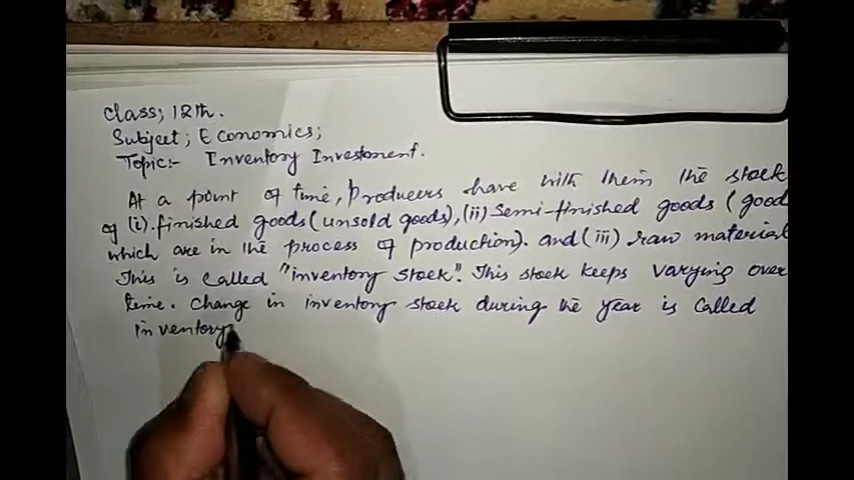 Class; 12th.
Subject; Economics;
Topic:- Inventory Investment.
At a point of time, Producers have with them the stock
of (i). finished goods (unsold goods), (ii) Semi-finished goods (good
which are in the process of production). and (iii) raw material
This is called "inventory stock". This stock keeps varying over
time. Change in inventory stock during the year is called
inventory